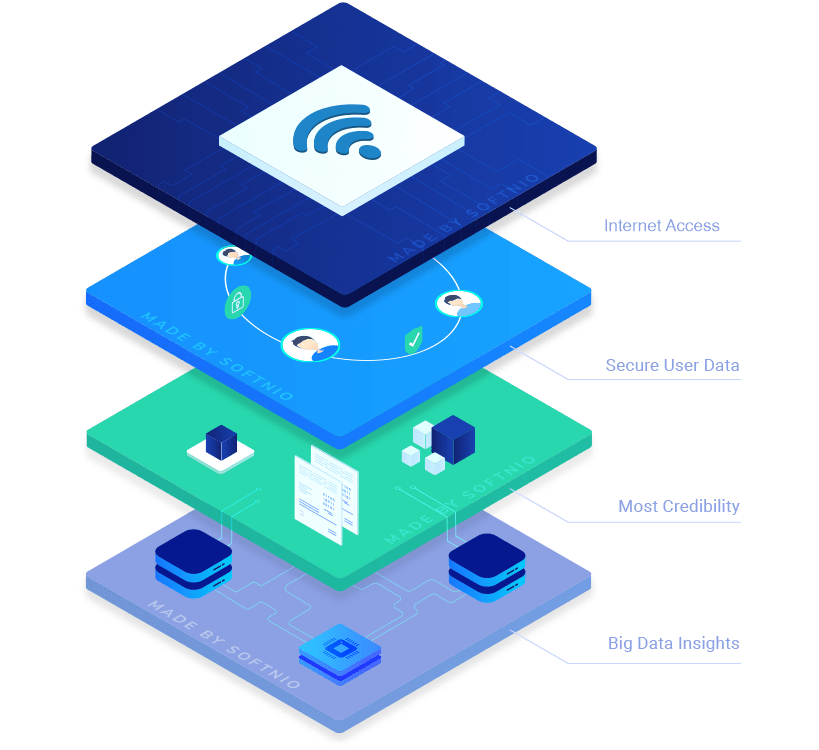 MADE BY SOFTNIO
Internet Access
MADE BY SOFTNIO
Secure User Data
MADE BY SOFTNIO
Most Credibility
MADE BY SOFTNIO
Big Data Insights